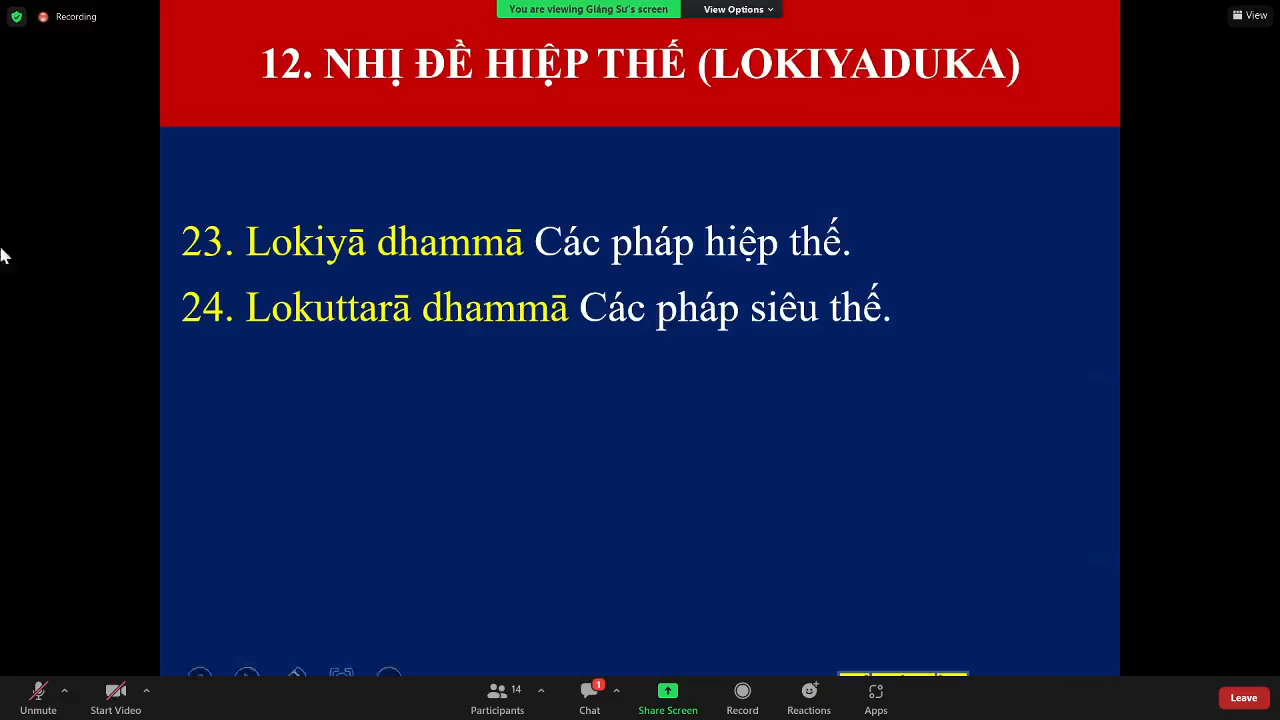 Recording
You are viewing Giảng Sư's screen
View Options
View
12. NHỊ ĐỀ HIỆP THẾ (LOKIYADUKA)
23. Lokiyā dhammā Các pháp hiệp thế.
24. Lokuttarā dhammā Các pháp siêu thế.
Unmute
Start Video
Participants
14
Chat
1
Share Screen
Record
Reactions
Apps
Leave